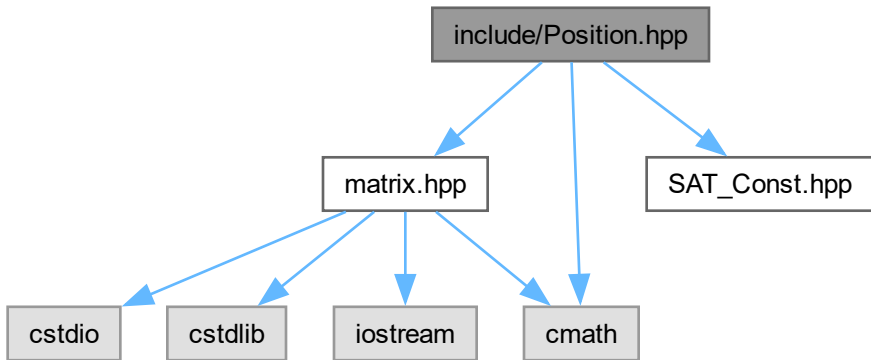 include/Position.hpp
matrix.hpp
SAT_Const.hpp
cstdio
cstdlib
iostream
cmath